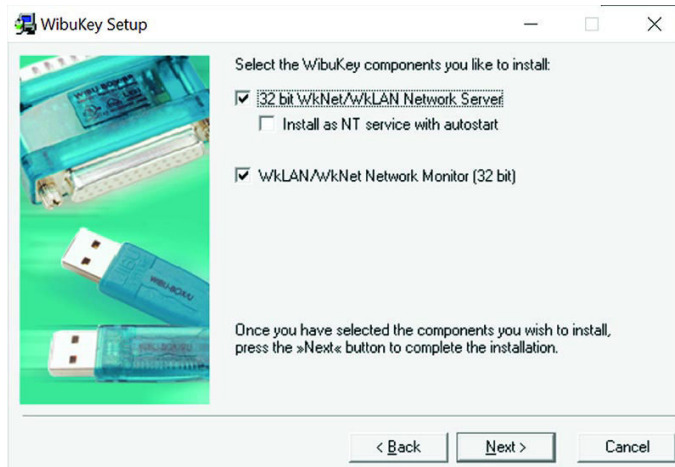 WibuKey Setup
Select the WibuKey components you like to install:
32 bit WkNet/WkLAN Network Server
Install as NT service with autostart
WkLAN/WkNet Network Monitor (32 bit)
Once you have selected the components you wish to install,
press the »Next« button to complete the installation.
< Back
Next >
Cancel
WIBU-BOX/U